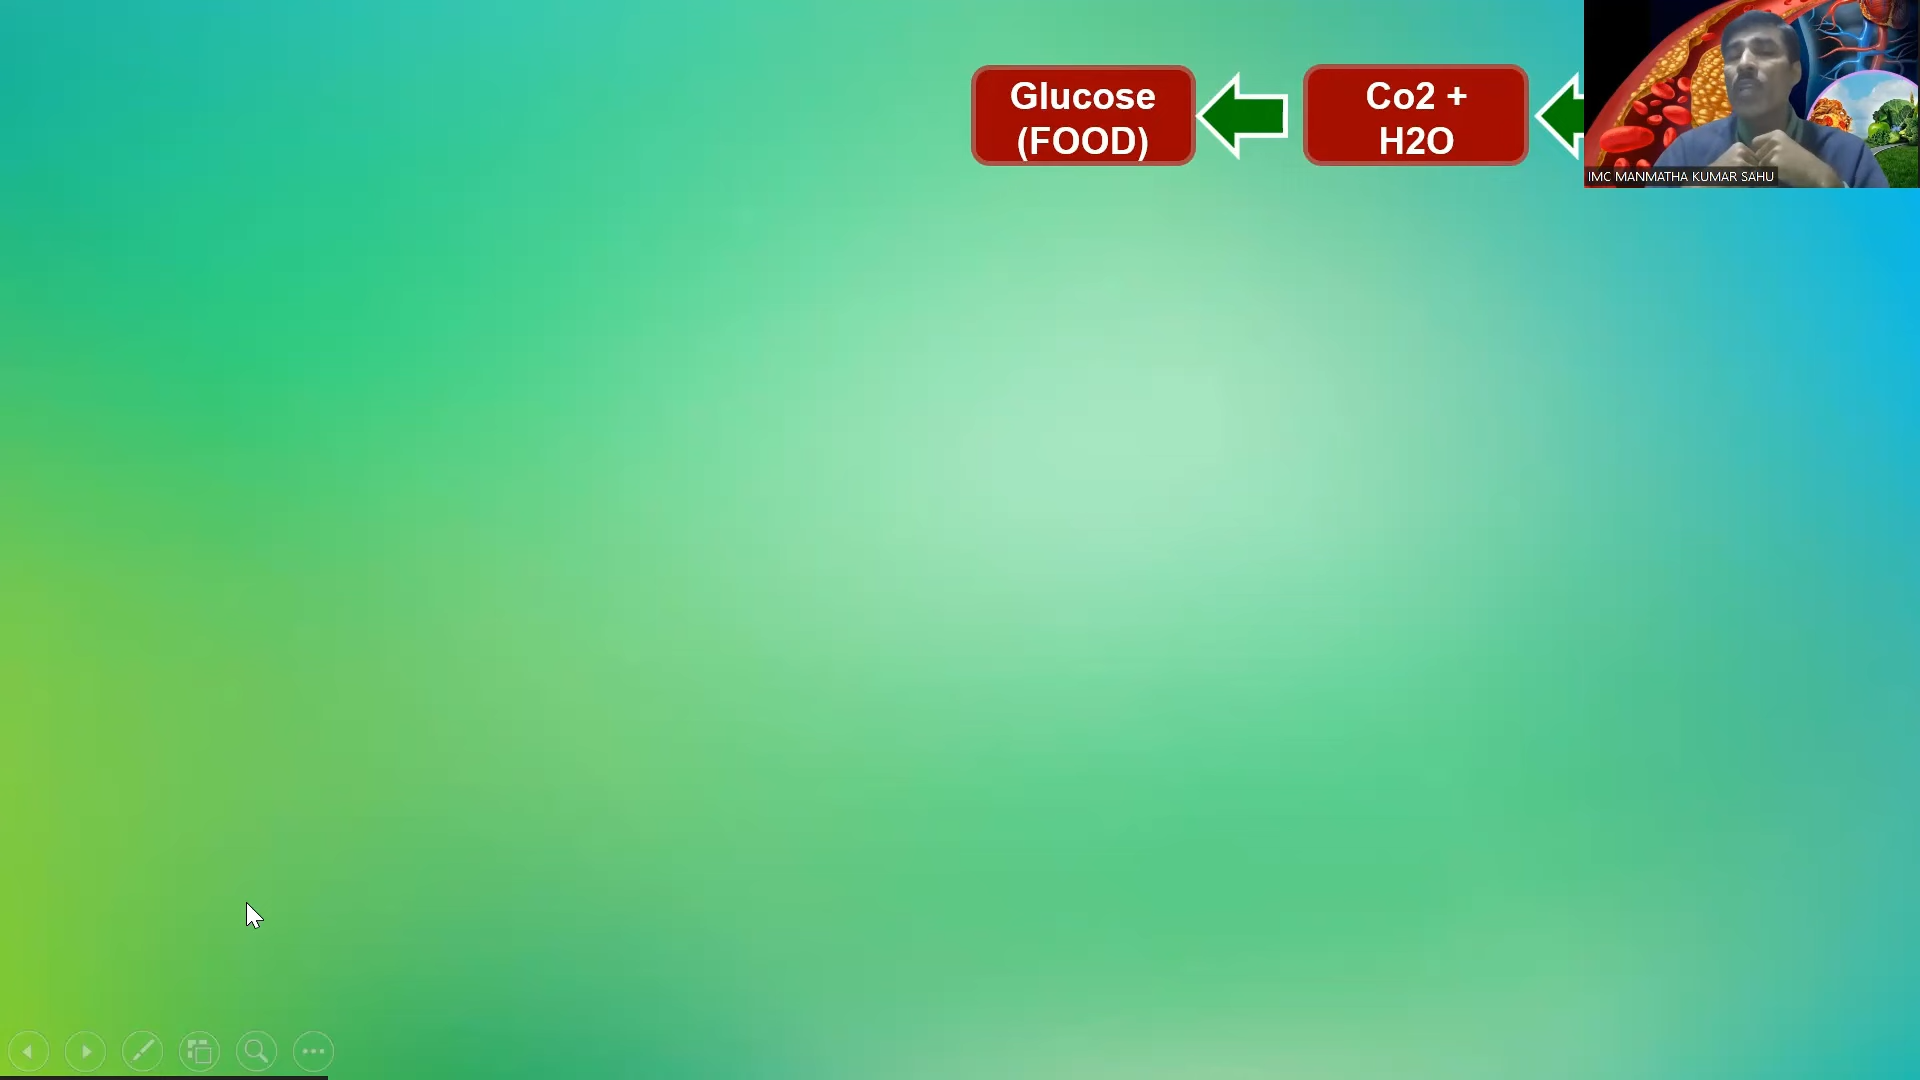 Glucose
(FOOD)
Co2 +
H2O
IMC MANMATHA KUMAR SAHU